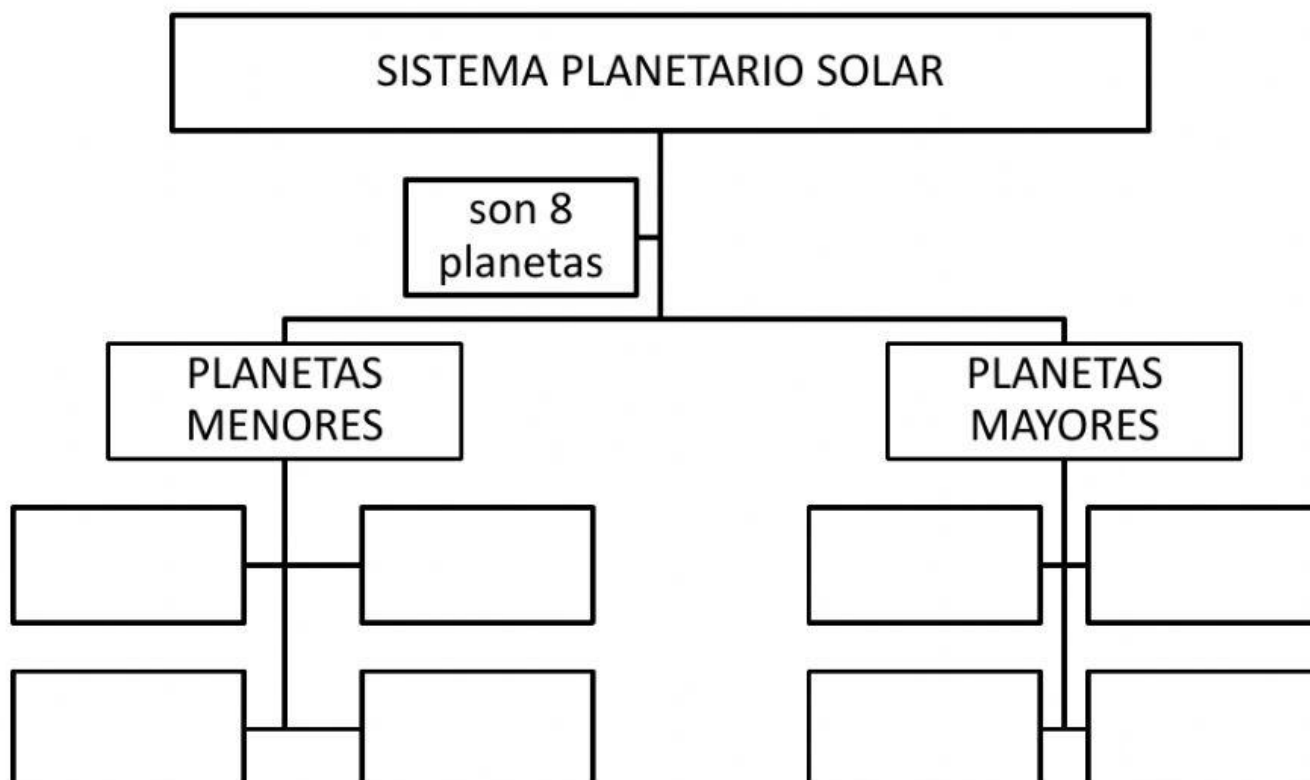 SISTEMA PLANETARIO SOLAR
son 8
planetas
PLANETAS
MENORES
PLANETAS
MAYORES